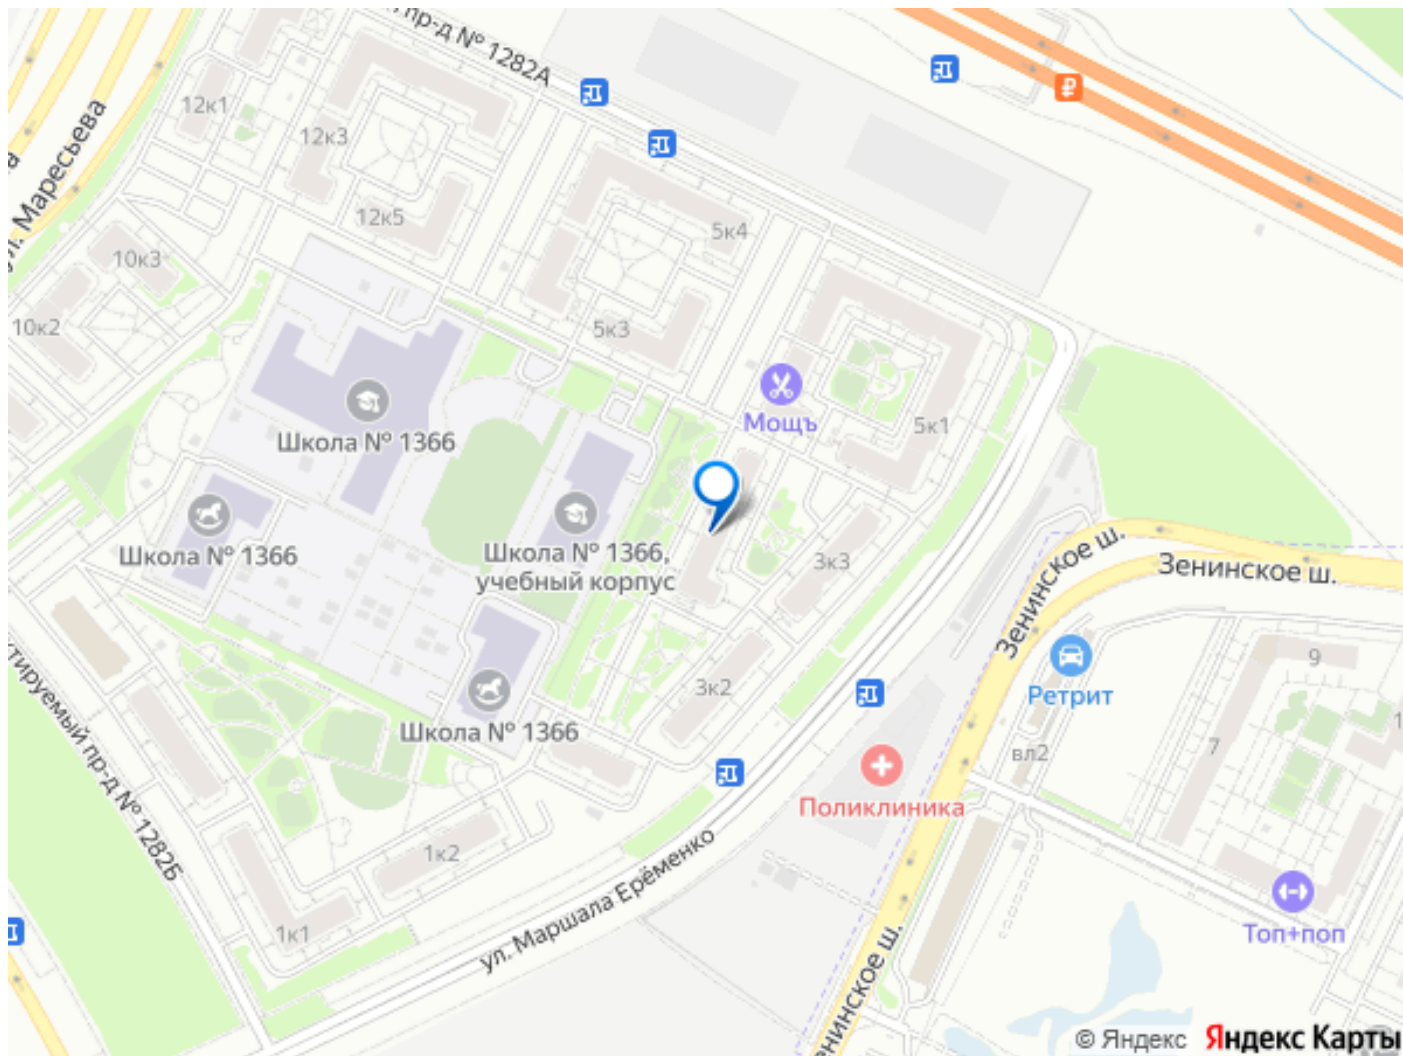 пр-д № 1282А
12к1
12к3
ул. Маресьева
12к5
5к4
10к3
10к2
5к3
Мощъ
5к1
Школа № 1366
Школа № 1366
Школа № 1366,
учебный корпус
3к3
Зенинское ш.
Зенинское ш.
9
Ретрит
3к2
Школа № 1366
7
вл2
Поликлиника
1к2
ул. Маршала Ерёменко
№ 1282Б
пр-д
1к1
Топ+поп
ш.
© Яндекс
Яндекс Карты